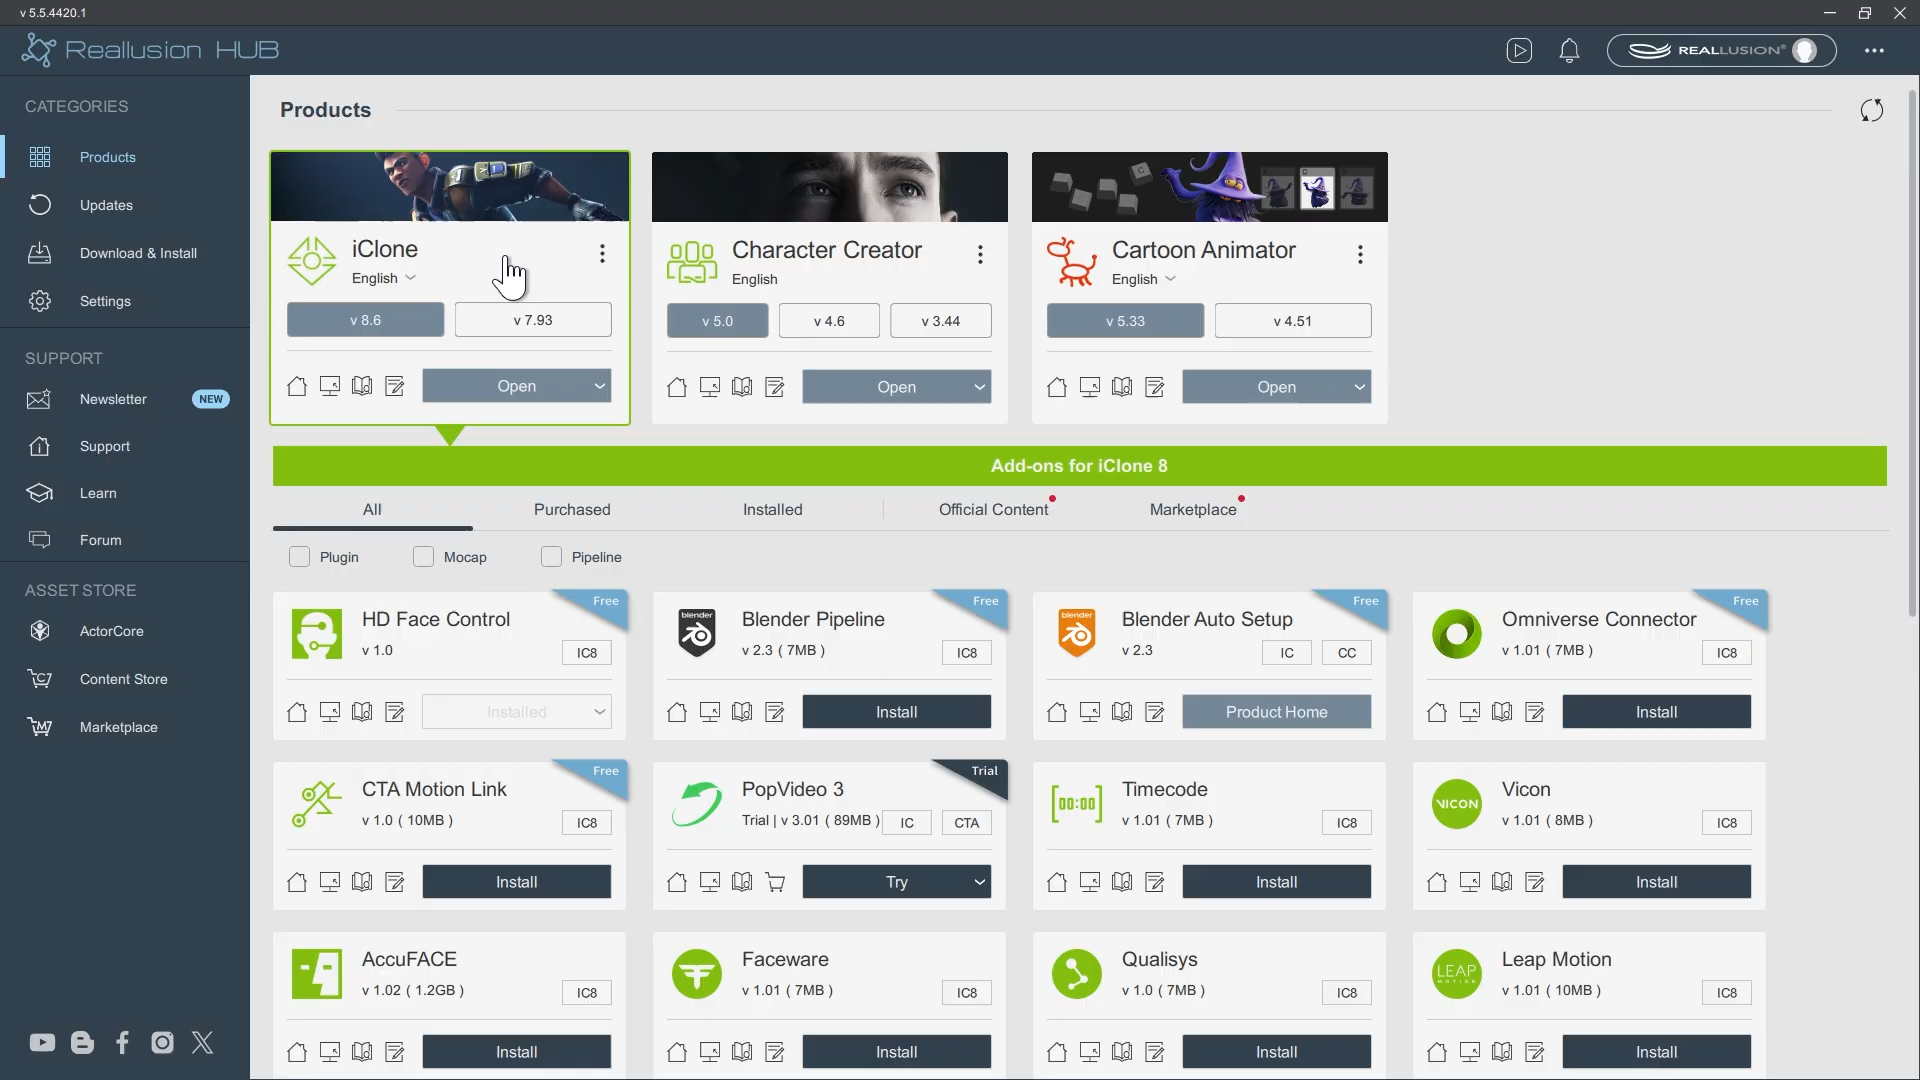 v 5.5.4420.1
Reallusion HUB
REALLUSION®
CATEGORIES
Products
Updates
Download & Install
Settings
SUPPORT
Newsletter NEW
Support
Learn
Forum
ASSET STORE
ActorCore
Content Store
Marketplace
Products
iClone
English
v 8.6 v 7.93
Open
Character Creator
English
v 5.0 v 4.6 v 3.44
Open
C
Cartoon Animator
English
v 5.33 v 4.51
Open
Add-ons for iClone 8
All Purchased Installed Official Content Marketplace
Plugin Mocap Pipeline
Free
HD Face Control
v 1.0 IC8
Installed
Free
blender
Blender Pipeline
v 2.3 ( 7MB ) IC8
Install
Free
blender
Blender Auto Setup
v 2.3 IC CC
Product Home
Free
Omniverse Connector
v 1.01 ( 7MB ) IC8
Install
Free
CTA Motion Link
v 1.0 ( 10MB ) IC8
Install
Trial
PopVideo 3
Trial | v 3.01 ( 89MB ) IC CTA
Try
00:00
Timecode
v 1.01 ( 7MB ) IC8
Install
VICON
Vicon
v 1.01 ( 8MB ) IC8
Install
AccuFACE
v 1.02 ( 1.2GB ) IC8
Install
Faceware
v 1.01 ( 7MB ) IC8
Install
Qualisys
v 1.0 ( 7MB ) IC8
Install
LEAP
MOTION
Leap Motion
v 1.01 ( 10MB ) IC8
Install